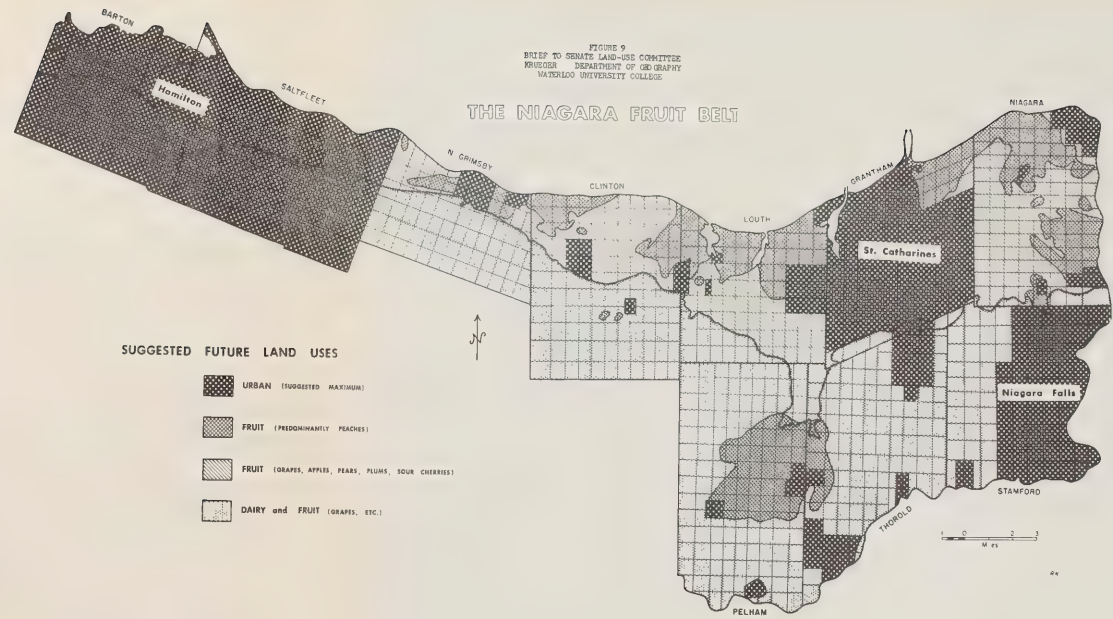 FIGURE 9
BRIEF TO SENATE LAND-USE COMMITTEE
KRUEGER DEPARTMENT OF GEOGRAPHY
WATERLOO UNIVERSITY COLLEGE
THE NIAGARA FRUIT BELT
BARTON
Hamilton
SALTFLEET
N GRIMSBY
CLINTON
LOUTH
GRANTHAM
NIAGARA
St. Catharines
Niagara Falls
STAMFORD
THOROLD
PELHAM
N
SUGGESTED FUTURE LAND USES
URBAN (SUGGESTED MAXIMUM)
FRUIT (PREDOMINANTLY PEACHES)
FRUIT (GRAPES, APPLES, PEARS, PLUMS, SOUR CHERRIES)
DAIRY and FRUIT (GRAPES, ETC.)
1 0 2 3
M es